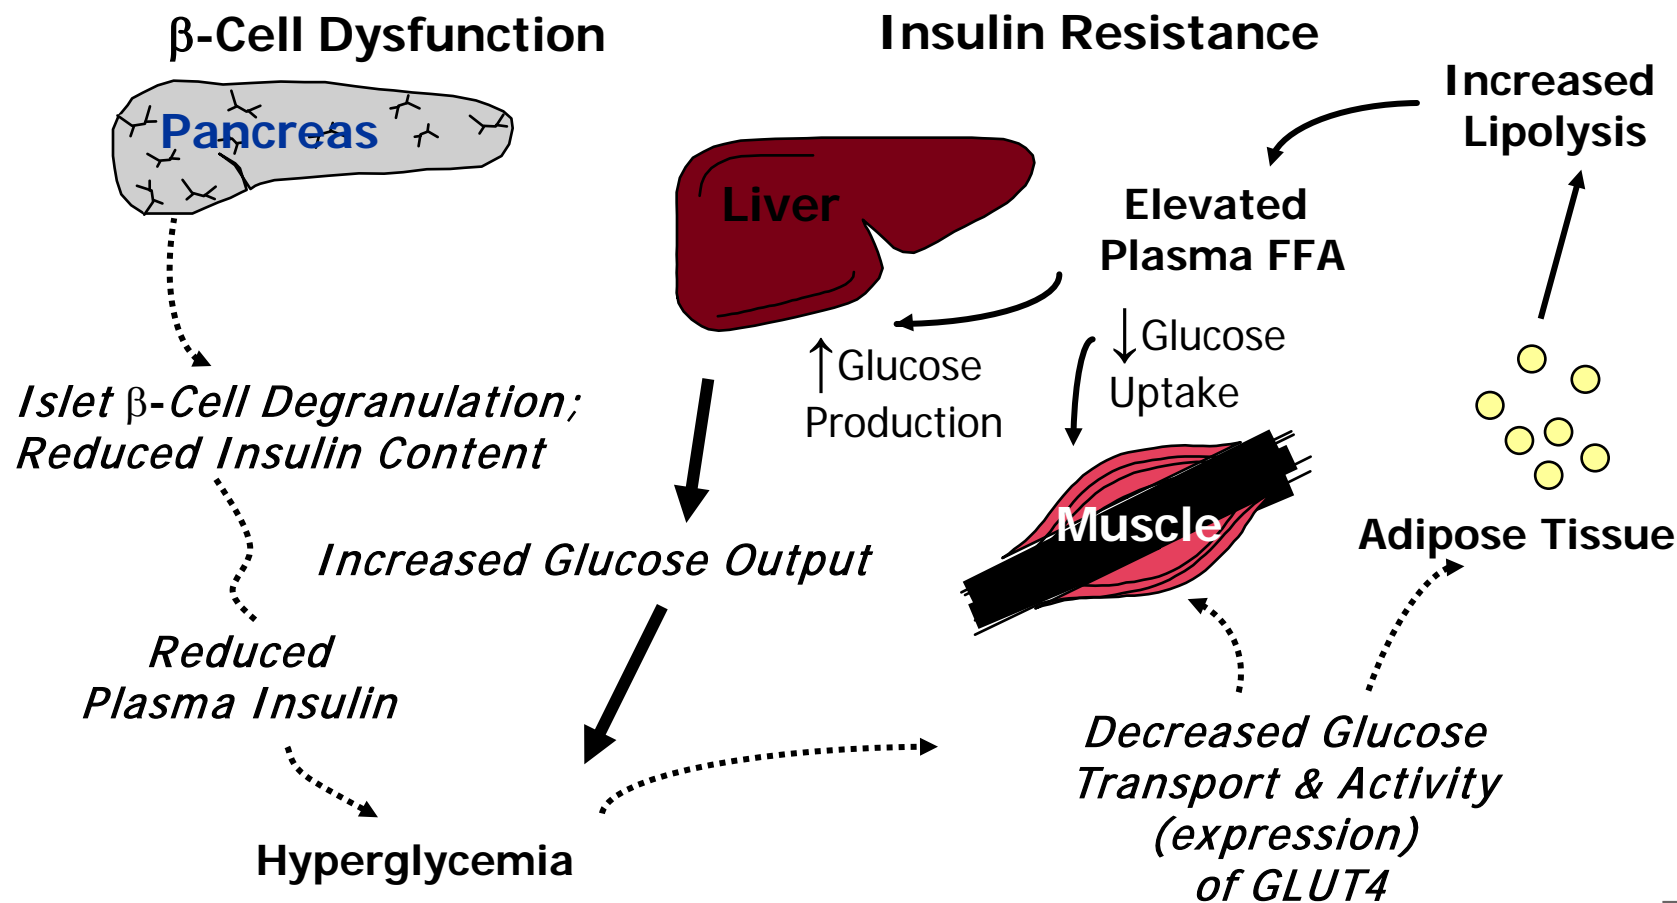 β-Cell Dysfunction
Insulin Resistance
Pancreas
Liver
Increased
Lipolysis
Elevated
Plasma FFA
↑Glucose
Production
↓Glucose
Uptake
Islet β-Cell Degranulation;
Reduced Insulin Content
Increased Glucose Output
Muscle
Adipose Tissue
Reduced
Plasma Insulin
Decreased Glucose
Transport & Activity
(expression)
of GLUT4
Hyperglycemia